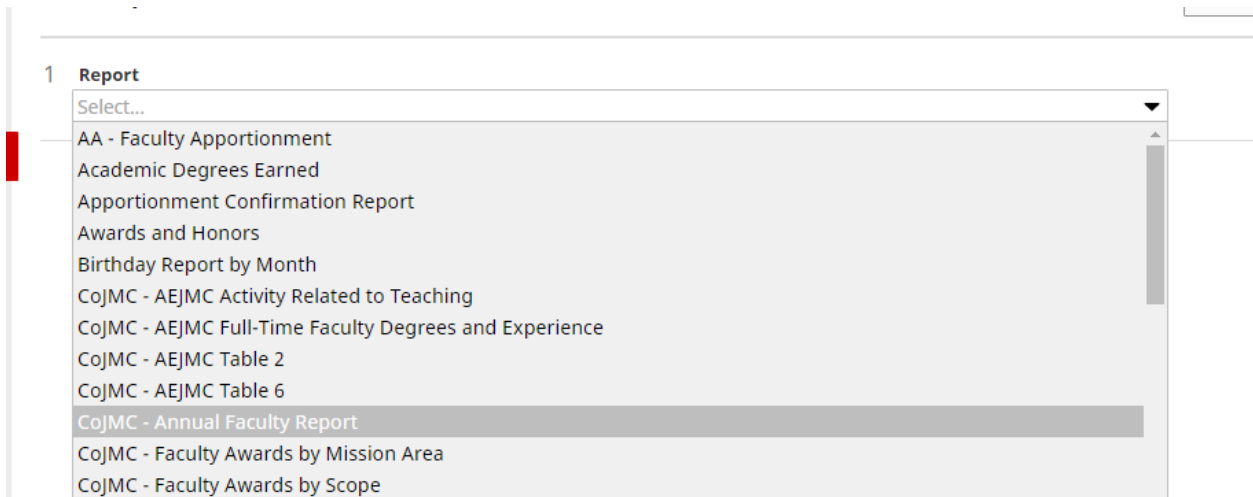 1 Report
Select...
AA - Faculty Apportionment
Academic Degrees Earned
Apportionment Confirmation Report
Awards and Honors
Birthday Report by Month
CoJMC - AEJMC Activity Related to Teaching
CoJMC - AEJMC Full-Time Faculty Degrees and Experience
CoJMC - AEJMC Table 2
CoJMC - AEJMC Table 6
CoJMC - Annual Faculty Report
CoJMC - Faculty Awards by Mission Area
CoJMC - Faculty Awards by Scope